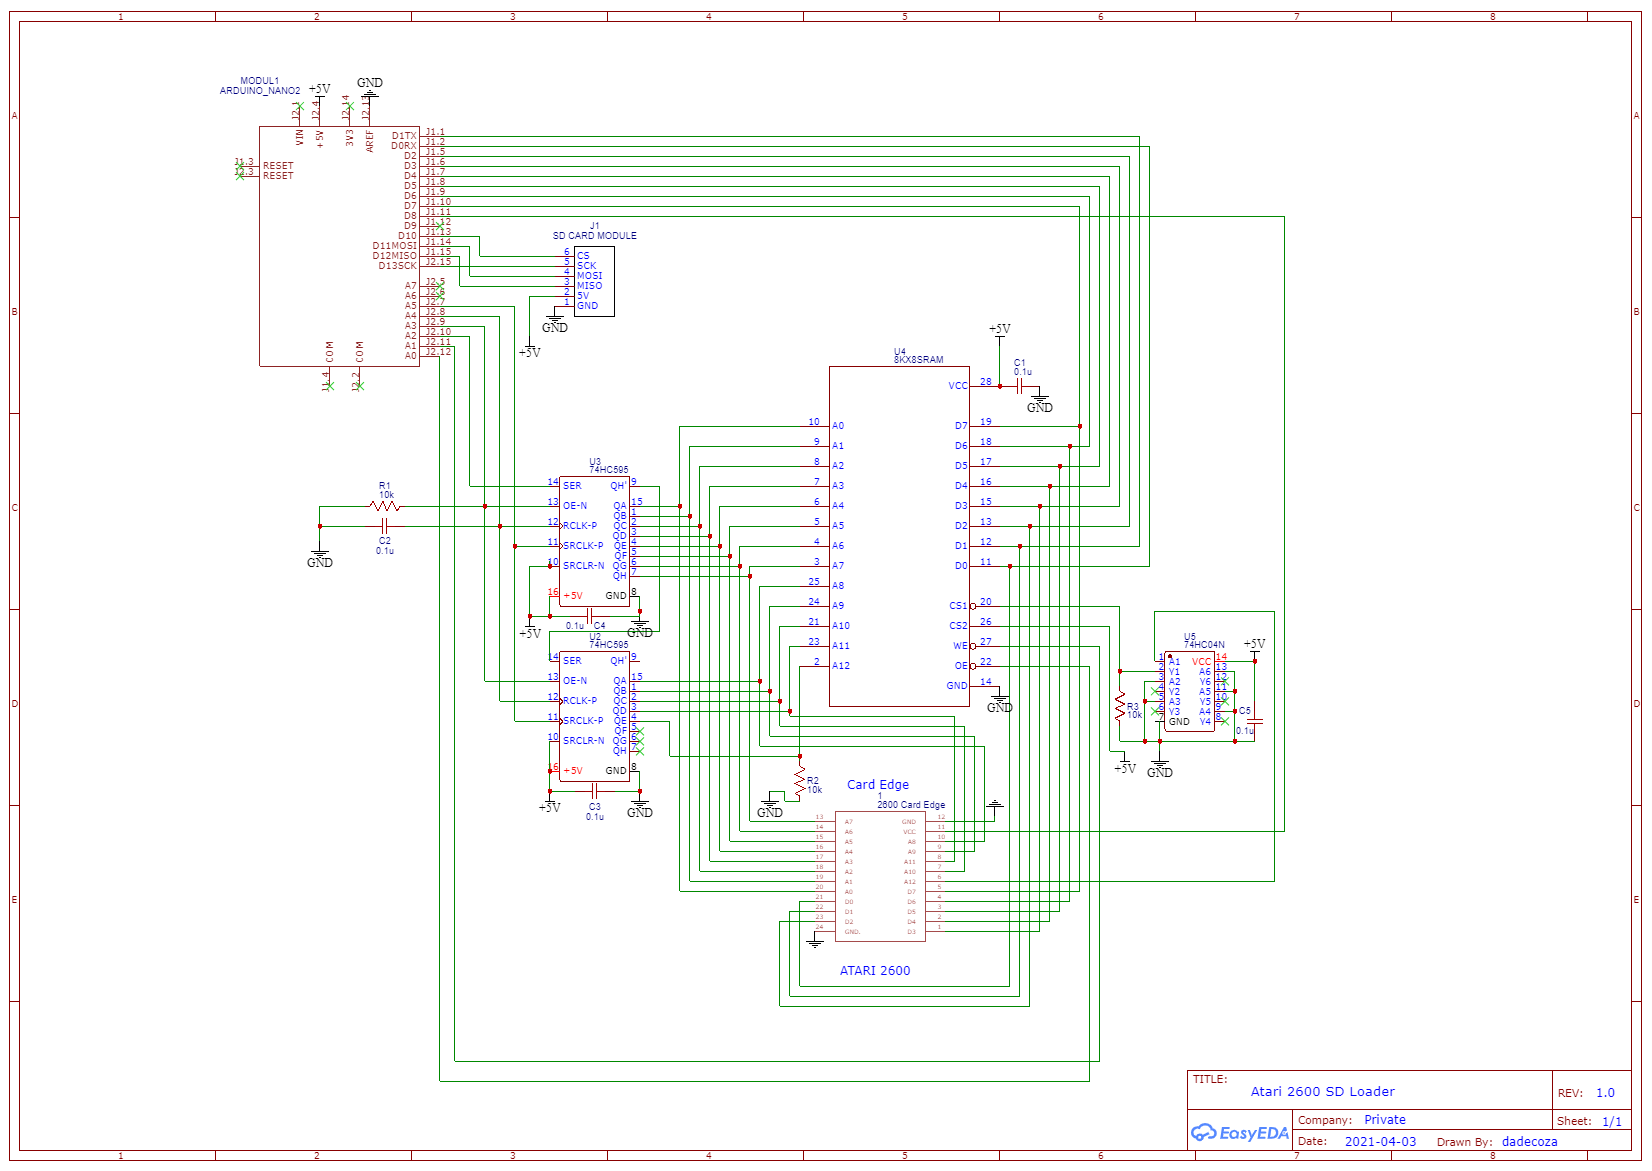 1 2 3 4 5 6 7 8
A
B
C
D
E
A
B
C
D
E
MODUL1
ARDUINO_NANO2
+5V
GND
J2.1
J2.4
J2.14
VIN
+5V
3V3
AREF
J1.3 RESET
J2.3 RESET
D1TX J1.1
D0RX J1.2
D2 J1.5
D3 J1.6
D4 J1.7
D5 J1.8
D6 J1.9
D7 J1.10
D8 J1.11
D9 J1.12
D10 J1.13
D11MOSI J1.14
D12MISO J1.15
D13SCK J2.15
A7 J2.5
A6 J2.6
A5 J2.7
A4 J2.8
A3 J2.9
A2 J2.10
A1 J2.11
A0 J2.12
COM
COM
J1.4
J2.2
J1
SD CARD MODULE
6 CS
5 SCK
4 MOSI
3 MISO
2 5V
1 GND
GND
+5V
R1
10k
C2
0.1u
GND
U3
74HC595
14 SER QH' 9
13 OE-N QA 15
QB 1
12 RCLK-P QC 2
QD 3
11 SRCLK-P QE 4
QF 5
10 SRCLR-N QG 6
QH 7
16 +5V GND 8
0.1u C4
+5V
GND
U2
74HC595
14 SER QH' 9
13 OE-N QA 15
QB 1
12 RCLK-P QC 2
QD 3
11 SRCLK-P QE 4
QF 5
10 SRCLR-N QG 6
QH 7
16 +5V GND 8
+5V
C3
0.1u
GND
U4
8KX8SRAM
+5V
C1
0.1u
GND
VCC 28
10 A0 D7 19
9 A1 D6 18
8 A2 D5 17
7 A3 D4 16
6 A4 D3 15
5 A5 D2 13
4 A6 D1 12
3 A7 D0 11
25 A8
24 A9 CS1 20
21 A10 CS2 26
23 A11 WE 27
2 A12 OE 22
GND 14
GND
R2
10k
GND
Card Edge
1
2600 Card Edge
13 A7 GND 12
14 A6 VCC 11
15 A5 A8 10
16 A4 A9 9
17 A3 A11 8
18 A2 A10 7
19 A1 A12 6
20 A0 D7 5
21 D0 D6 4
22 D1 D5 3
23 D2 D4 2
24 GND. D3 1
ATARI 2600
U5
74HC04N
+5V
1 A1 VCC 14
2 Y1 A6 13
3 A2 Y6 12
4 Y2 A5 11
5 A3 Y5 10
6 Y3 A4 9
7 GND Y4 8
R3
10k
C5
0.1u
+5V
GND
TITLE:
Atari 2600 SD Loader
REV: 1.0
EasyEDA
Company: Private
Sheet: 1/1
Date: 2021-04-03 Drawn By: dadecoza
1 2 3 4 5 6 7 8